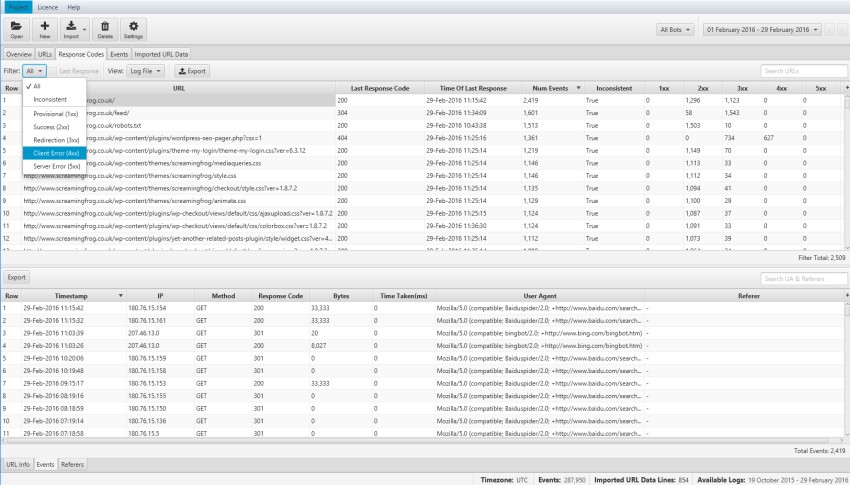 Project Licence Help
Open New Import Delete Settings All Bots 01 February 2016 - 29 February 2016
Overview URLs Response Codes Events Imported URL Data
Filter: All Last Response View: Log File Export Search URLs
Row URL Last Response Code Time Of Last Response Num Events Inconsistent 1xx 2xx 3xx 4xx 5xx
All
Inconsistent
Provisional (1xx)
Success (2xx)
Redirection (3xx)
Client Error (4xx)
Server Error (5xx)
1 frog.co.uk/ 200 29-Feb-2016 11:15:42 2,419 True 0 1,296 1,123 0 0
2 frog.co.uk/feed/ 304 29-Feb-2016 11:34:09 1,601 True 0 58 1,543 0 0
3 frog.co.uk/robots.txt 200 29-Feb-2016 10:43:38 1,513 True 0 1,503 10 0 0
4 frog.co.uk/wp-content/plugins/wordpress-seo-pager.php?css=1 404 29-Feb-2016 11:25:16 1,361 True 0 0 734 627 0
5 frog.co.uk/wp-content/plugins/theme-my-login/theme-my-login.css?ver=6.3.12 200 29-Feb-2016 11:25:14 1,219 True 0 1,149 70 0 0
6 frog.co.uk/wp-content/themes/screamingfrog/mediaqueries.css 200 29-Feb-2016 11:25:14 1,146 True 0 1,113 33 0 0
7 http://www.screamingfrog.co.uk/wp-content/themes/screamingfrog/style.css 200 29-Feb-2016 11:25:14 1,146 True 0 1,112 34 0 0
8 http://www.screamingfrog.co.uk/wp-content/themes/screamingfrog/checkout/style.css?ver=1.8.7.2 200 29-Feb-2016 11:25:14 1,135 True 0 1,094 41 0 0
9 http://www.screamingfrog.co.uk/wp-content/themes/screamingfrog/animate.css 200 29-Feb-2016 11:25:14 1,129 True 0 1,100 29 0 0
10 http://www.screamingfrog.co.uk/wp-content/plugins/wp-checkout/views/default/css/ajaxupload.css?ver=1.8.7.2 200 29-Feb-2016 11:25:15 1,124 True 0 1,087 37 0 0
11 http://www.screamingfrog.co.uk/wp-content/plugins/wp-checkout/views/default/css/colorbox.css?ver=1.8.7.2 200 29-Feb-2016 11:36:30 1,124 True 0 1,091 33 0 0
12 http://www.screamingfrog.co.uk/wp-content/plugins/yet-another-related-posts-plugin/style/widget.css?ver=4... 200 29-Feb-2016 11:25:14 1,112 True 0 1,073 39 0 0
Filter Total: 2,509
Export Search UA & Referers
Row Timestamp IP Method Response Code Bytes Time Taken(ms) User Agent Referer
1 29-Feb-2016 11:15:42 180.76.15.154 GET 200 33,333 0 Mozilla/5.0 (compatible; Baiduspider/2.0; +http://www.baidu.com/search... -
2 29-Feb-2016 11:15:32 180.76.15.161 GET 200 33,333 0 Mozilla/5.0 (compatible; Baiduspider/2.0; +http://www.baidu.com/search... -
3 29-Feb-2016 11:03:39 207.46.13.0 GET 301 20 0 Mozilla/5.0 (compatible; bingbot/2.0; +http://www.bing.com/bingbot.htm) -
4 29-Feb-2016 11:03:26 207.46.13.0 GET 200 8,027 0 Mozilla/5.0 (compatible; bingbot/2.0; +http://www.bing.com/bingbot.htm) -
5 29-Feb-2016 10:20:06 180.76.15.159 GET 301 0 0 Mozilla/5.0 (compatible; Baiduspider/2.0; +http://www.baidu.com/search... -
6 29-Feb-2016 10:19:48 180.76.15.158 GET 301 0 0 Mozilla/5.0 (compatible; Baiduspider/2.0; +http://www.baidu.com/search... -
7 29-Feb-2016 09:15:17 180.76.15.153 GET 200 33,333 0 Mozilla/5.0 (compatible; Baiduspider/2.0; +http://www.baidu.com/search... -
8 29-Feb-2016 08:19:16 180.76.15.155 GET 301 0 0 Mozilla/5.0 (compatible; Baiduspider/2.0; +http://www.baidu.com/search... -
9 29-Feb-2016 08:18:59 180.76.15.150 GET 301 0 0 Mozilla/5.0 (compatible; Baiduspider/2.0; +http://www.baidu.com/search... -
10 29-Feb-2016 07:19:14 180.76.15.136 GET 301 0 0 Mozilla/5.0 (compatible; Baiduspider/2.0; +http://www.baidu.com/search... -
11 29-Feb-2016 07:18:58 180.76.15.5 GET 301 0 0 Mozilla/5.0 (compatible; Baiduspider/2.0; +http://www.baidu.com/search... -
Total Events: 2,419
URL Info Events Referers
Timezone: UTC Events: 287,950 Imported URL Data Lines: 854 Available Logs: 19 October 2015 - 29 February 2016